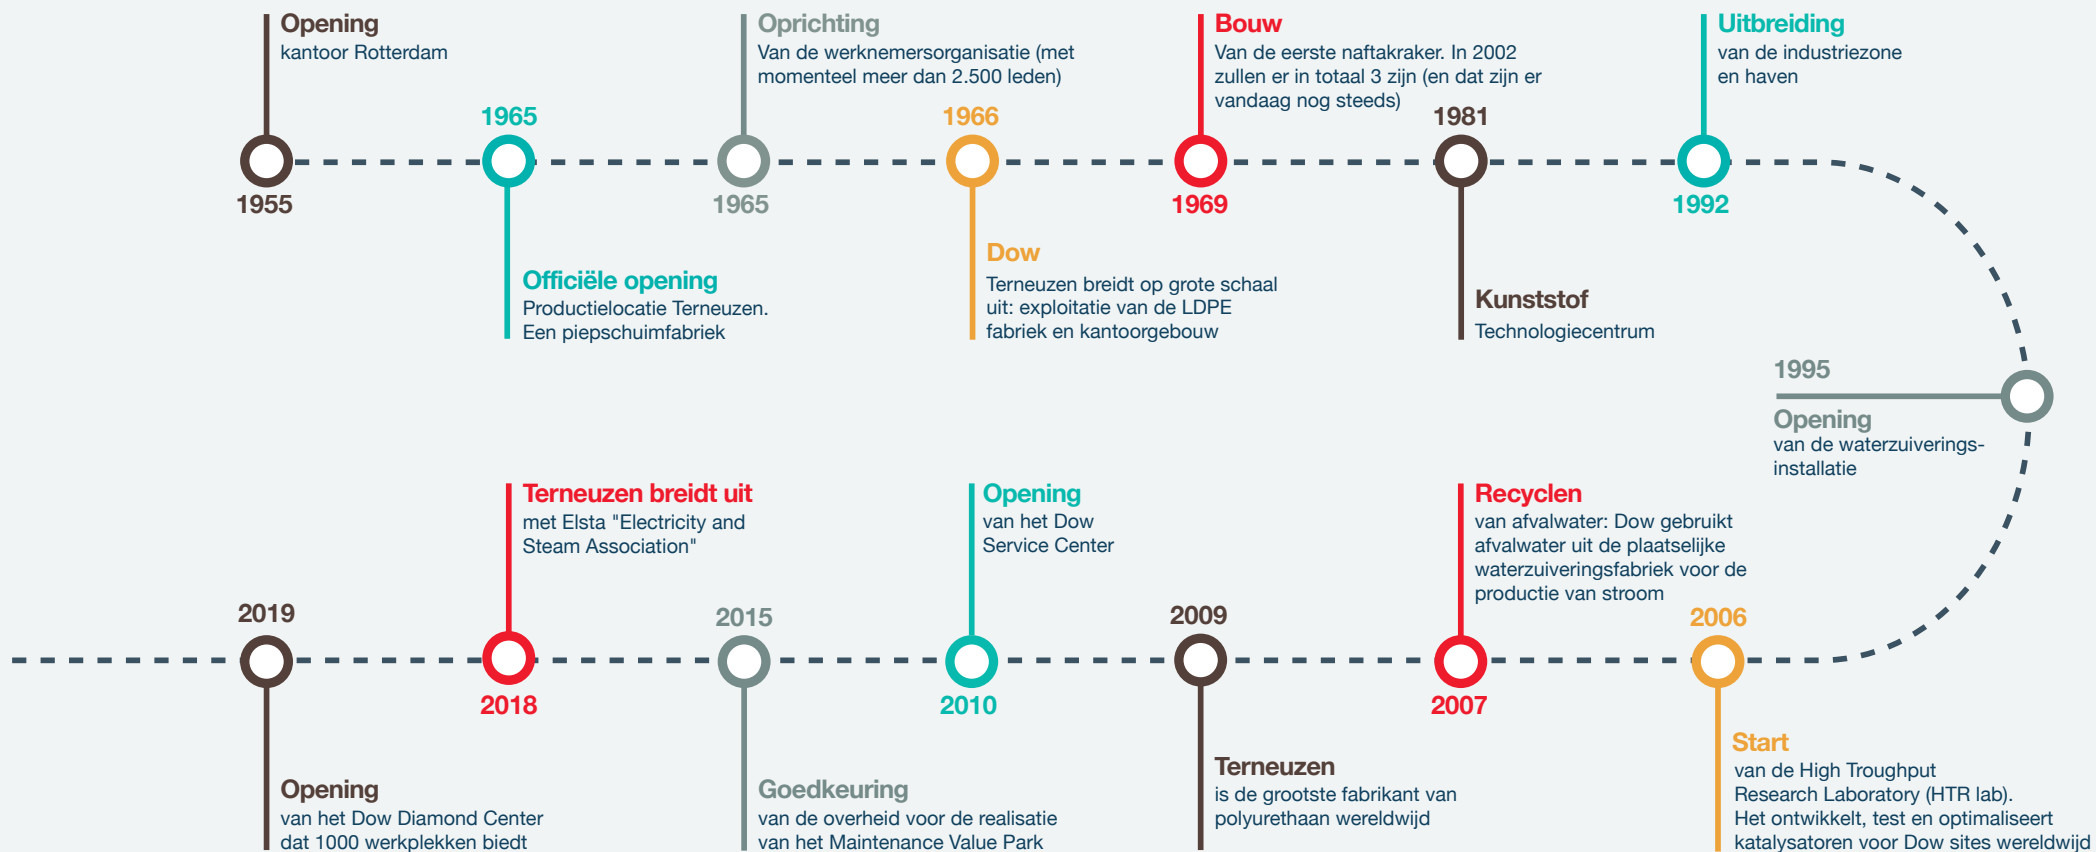 Opening
kantoor Rotterdam
1955
1965
Officiële opening
Productielocatie Terneuzen.
Een piepschuimfabriek
Oprichting
Van de werknemersorganisatie (met
momenteel meer dan 2.500 leden)
1965
1966
Dow
Terneuzen breidt op grote schaal
uit: exploitatie van de LDPE
fabriek en kantoorgebouw
Bouw
Van de eerste naftakraker. In 2002
zullen er in totaal 3 zijn (en dat zijn er
vandaag nog steeds)
1969
1981
Kunststof
Technologiecentrum
Uitbreiding
van de industriezone
en haven
1992
1995
Opening
van de waterzuiverings-
installatie
2006
Start
van de High Troughput
Research Laboratory (HTR lab).
Het ontwikkelt, test en optimaliseert
katalysatoren voor Dow sites wereldwijd
Recyclen
van afvalwater: Dow gebruikt
afvalwater uit de plaatselijke
waterzuiveringsfabriek voor de
productie van stroom
2007
2009
Terneuzen
is de grootste fabrikant van
polyurethaan wereldwijd
Opening
van het Dow
Service Center
2010
2015
Goedkeuring
van de overheid voor de realisatie
van het Maintenance Value Park
Terneuzen breidt uit
met Elsta "Electricity and
Steam Association"
2018
2019
Opening
van het Dow Diamond Center
dat 1000 werkplekken biedt